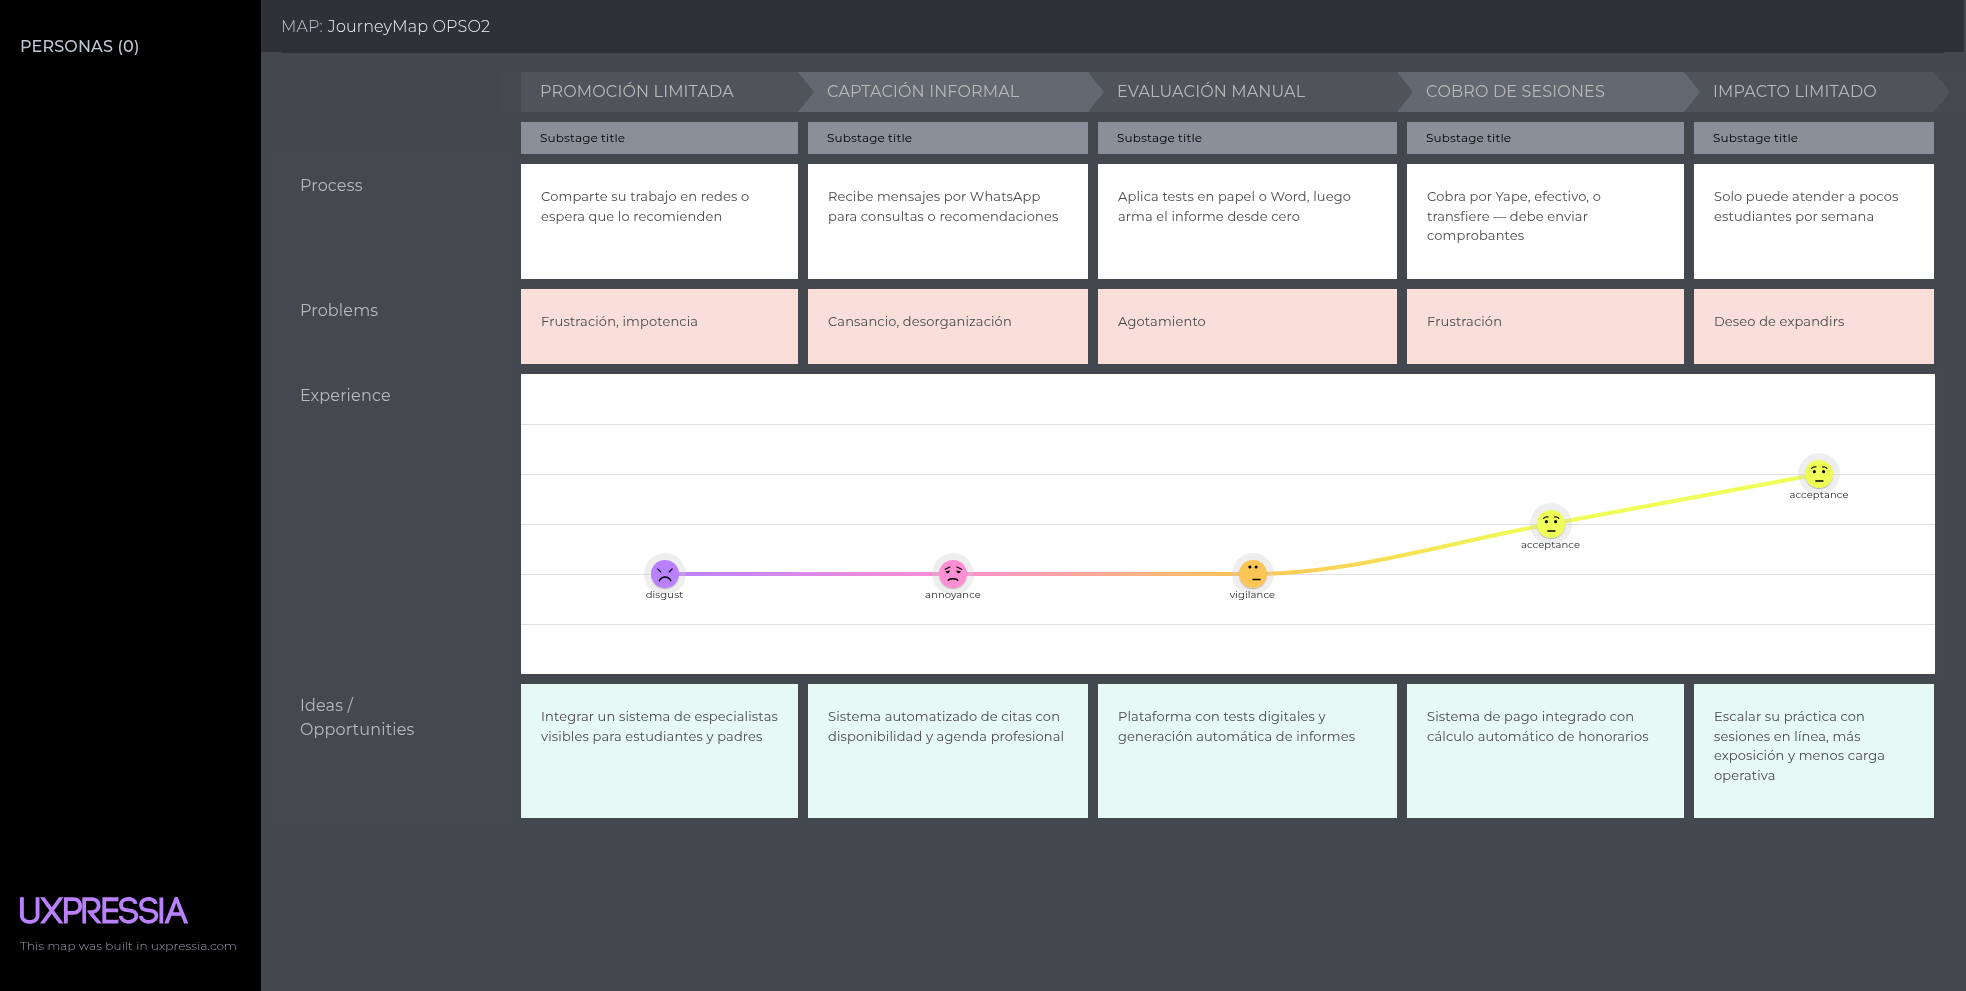 PERSONAS (0)
MAP: JourneyMap OPSO2
PROMOCIÓN LIMITADA
CAPTACIÓN INFORMAL
EVALUACIÓN MANUAL
COBRO DE SESIONES
IMPACTO LIMITADO
Substage title
Substage title
Substage title
Substage title
Substage title
Process
Comparte su trabajo en redes o
espera que lo recomienden
Recibe mensajes por WhatsApp
para consultas o recomendaciones
Aplica tests en papel o Word, luego
arma el informe desde cero
Cobra por Yape, efectivo, o
transfiere — debe enviar
comprobantes
Solo puede atender a pocos
estudiantes por semana
Problems
Frustración, impotencia
Cansancio, desorganización
Agotamiento
Frustración
Deseo de expandirs
Experience
disgust
annoyance
vigilance
acceptance
acceptance
Ideas /
Opportunities
Integrar un sistema de especialistas
visibles para estudiantes y padres
Sistema automatizado de citas con
disponibilidad y agenda profesional
Plataforma con tests digitales y
generación automática de informes
Sistema de pago integrado con
cálculo automático de honorarios
Escalar su práctica con
sesiones en línea, más
exposición y menos carga
operativa
UXPRESSIA
This map was built in uxpressia.com